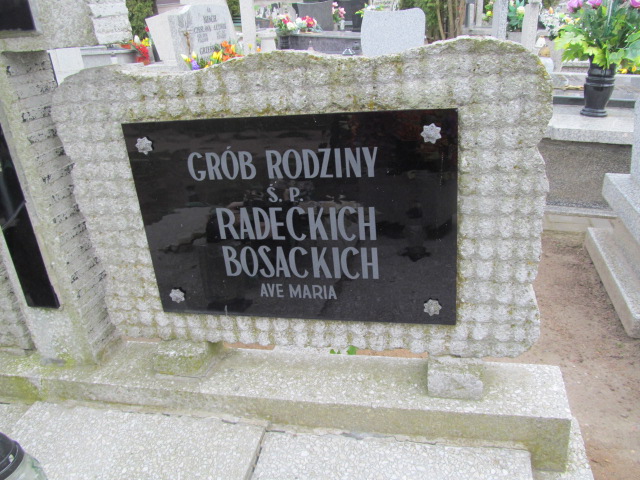 GRÓB RODZINY
Ś. P.
RADECKICH
BOSACKICH
AVE MARIA